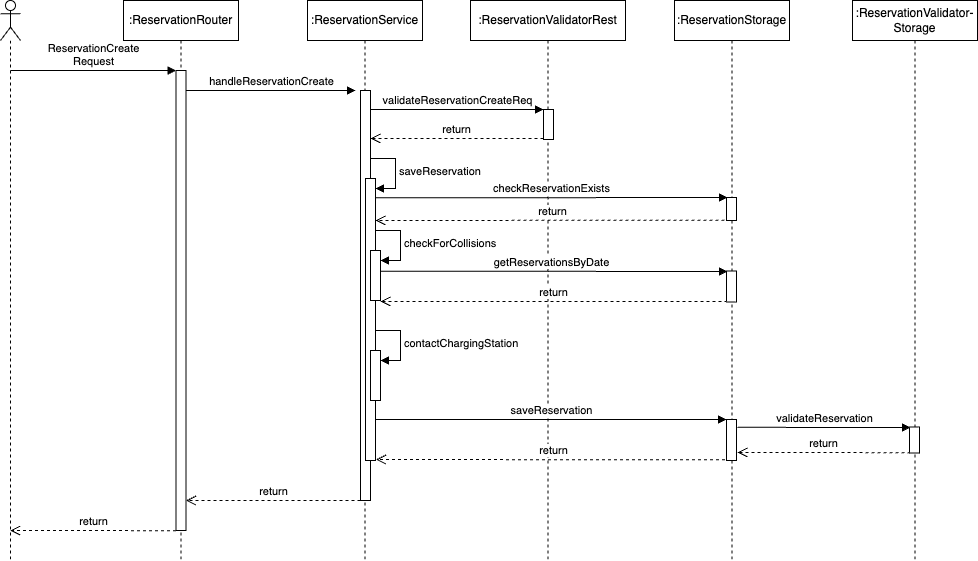 :ReservationRouter
:ReservationService
:ReservationValidatorRest
:ReservationStorage
:ReservationValidator-
Storage
ReservationCreate
Request
handleReservationCreate
validateReservationCreateReq
return
saveReservation
checkReservationExists
return
checkForCollisions
getReservationsByDate
return
contactChargingStation
saveReservation
validateReservation
return
return
return
return